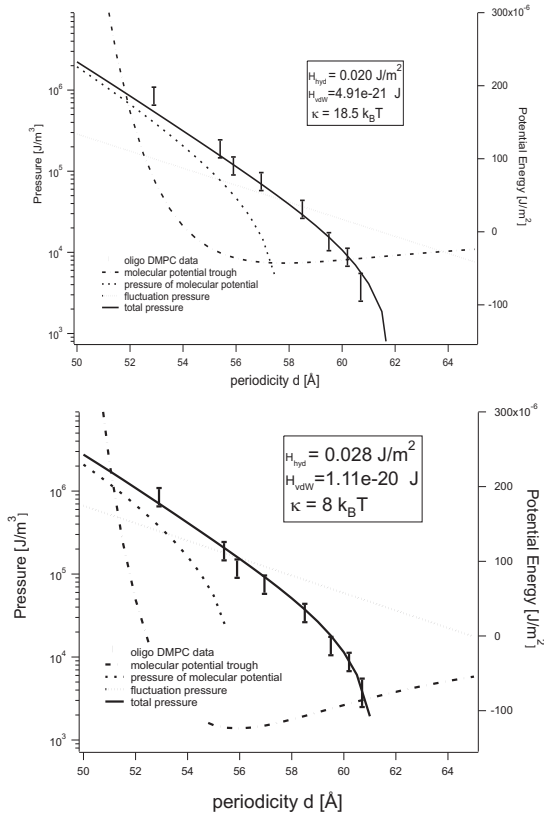 300x10⁻⁶
10⁶
10⁵
10⁴
10³
Pressure [J/m³]
H_hyd = 0.020 J/m²
H_vdW =4.91e-21 J
κ = 18.5 k_BT
200
100
0
-100
Potential Energy [J/m²]
oligo DMPC data
molecular potential trough
pressure of molecular potential
fluctuation pressure
total pressure
50 52 54 56 58 60 62 64
periodicity d [Å]
300x10⁻⁶
10⁶
10⁵
10⁴
10³
Pressure [J/m³]
H_hyd = 0.028 J/m²
H_vdW =1.11e-20 J
κ = 8 k_BT
200
100
0
-100
Potential Energy [J/m²]
oligo DMPC data
molecular potential trough
pressure of molecular potential
fluctuation pressure
total pressure
50 52 54 56 58 60 62 64
periodicity d [Å]